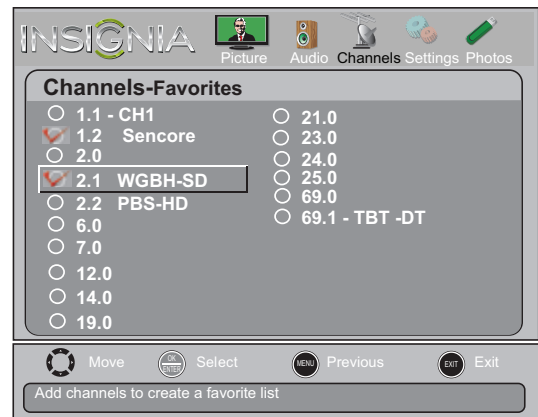 INSIGNIA
Picture Audio Channels Settings Photos
Channels-Favorites
1.1 - CH1
1.2 Sencore
2.0
2.1 WGBH-SD
2.2 PBS-HD
6.0
7.0
12.0
14.0
19.0
21.0
23.0
24.0
25.0
69.0
69.1 - TBT -DT
Move OK ENTER Select MENU Previous EXIT Exit
Add channels to create a favorite list